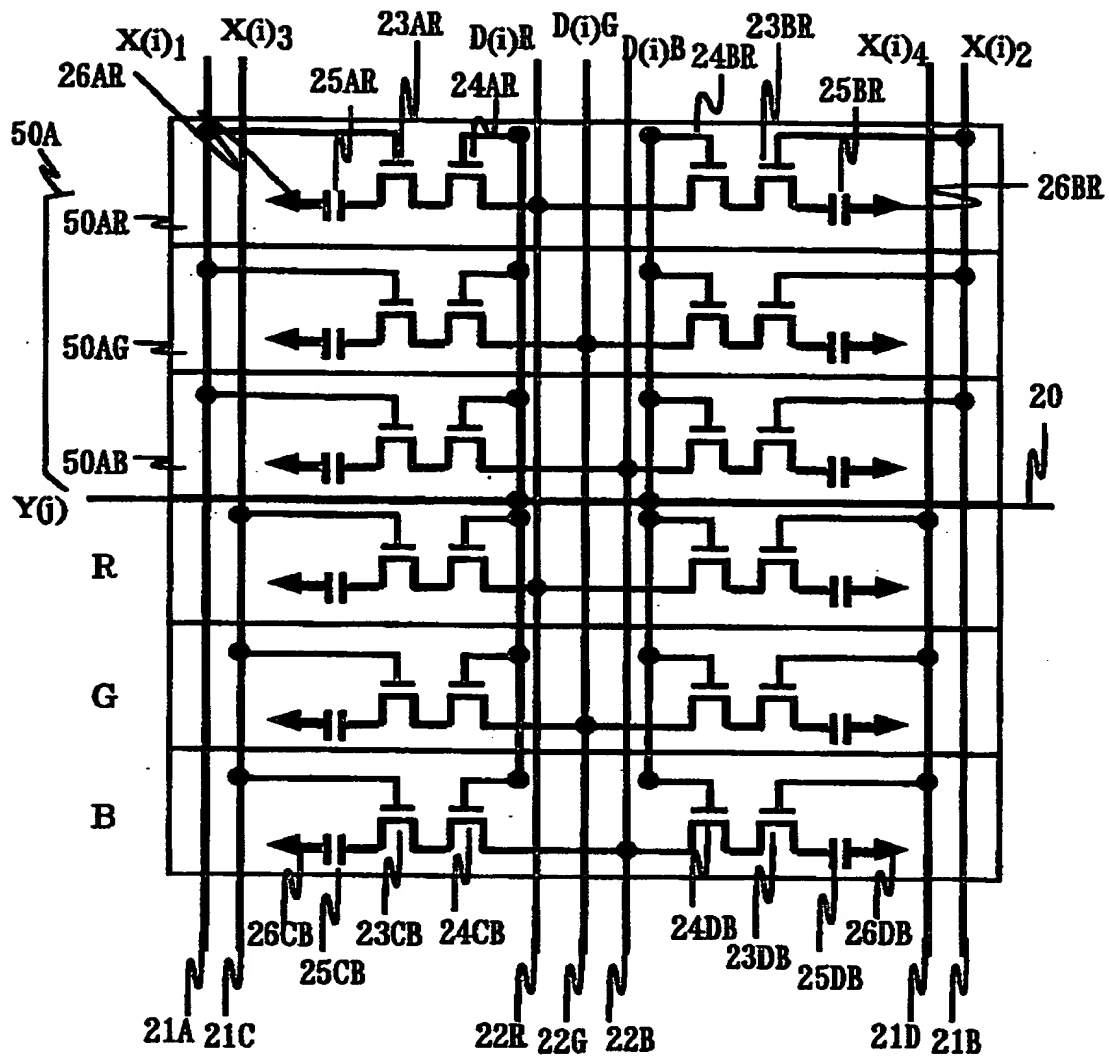 X(i)1 X(i)3 23AR D(i)R D(i)G D(i)B 24BR 23BR X(i)4 X(i)2
26AR 25AR 24AR 25BR
50A
50AR 26BR
50AG
50AB 20
Y(j)
R
G
B
26CB 25CB 23CB 24CB 24DB 23DB 25DB 26DB
21A 21C 22R 22G 22B 21D 21B